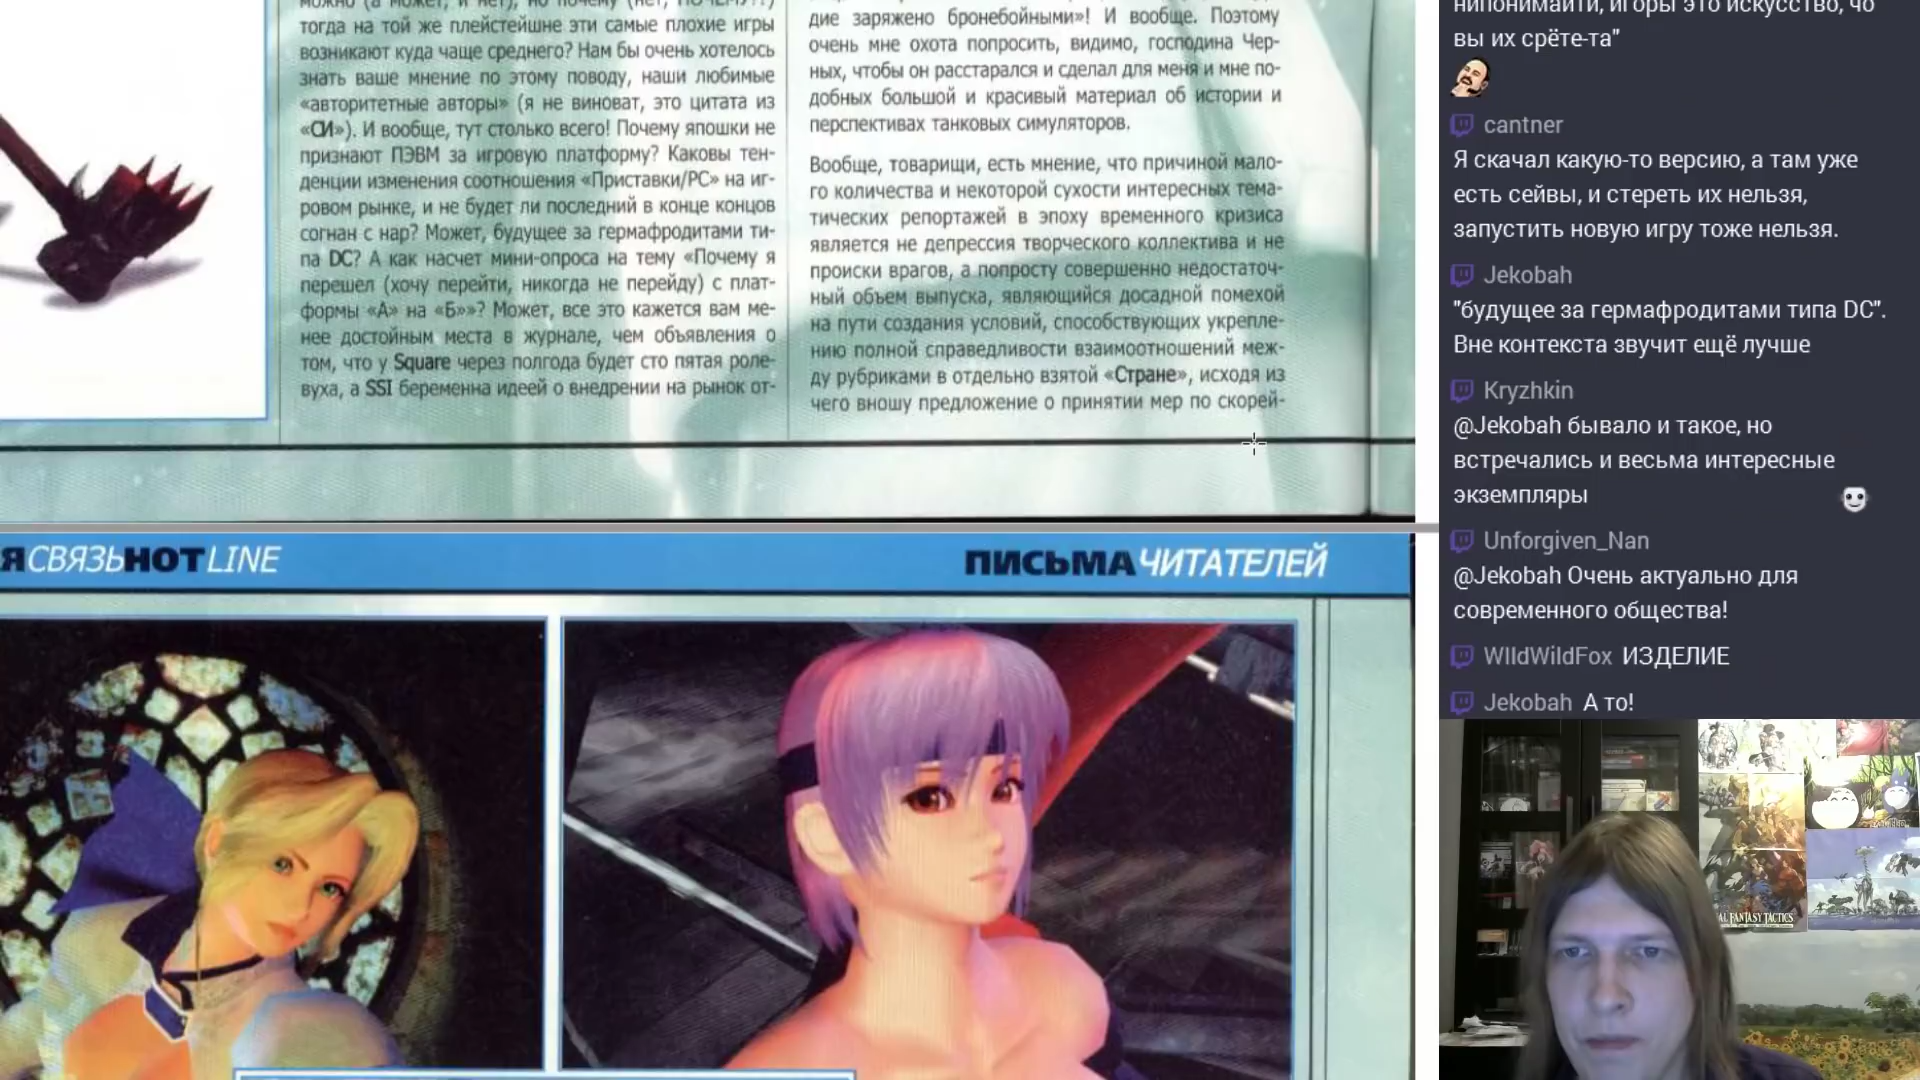 можно (а может, и нет), но почему (нет, ПОЧЕМУ?!)
тогда на той же плейстейшне эти самые плохие игры
возникают куда чаще среднего? Нам бы очень хотелось
знать ваше мнение по этому поводу, наши любимые
«авторитетные авторы» (я не виноват, это цитата из
«СИ»). И вообще, тут столько всего! Почему япошки не
признают ПЭВМ за игровую платформу? Каковы тен-
денции изменения соотношения «Приставки/PC» на иг-
ровом рынке, и не будет ли последний в конце концов
согнан с нар? Может, будущее за гермафродитами ти-
па DC? А как насчет мини-опроса на тему «Почему я
перешел (хочу перейти, никогда не перейду) с плат-
формы «А» на «Б»»? Может, все это кажется вам ме-
нее достойным места в журнале, чем объявления о
том, что у Square через полгода будет сто пятая роле-
вуха, а SSI беременна идеей о внедрении на рынок от-
дие заряжено бронебойными»! И вообще. Поэтому
очень мне охота попросить, видимо, господина Чер-
ных, чтобы он расстарался и сделал для меня и мне по-
добных большой и красивый материал об истории и
перспективах танковых симуляторов.
Вообще, товарищи, есть мнение, что причиной мало-
го количества и некоторой сухости интересных тема-
тических репортажей в эпоху временного кризиса
является не депрессия творческого коллектива и не
происки врагов, а попросту совершенно недостаточ-
ный объем выпуска, являющийся досадной помехой
на пути создания условий, способствующих укрепле-
нию полной справедливости взаимоотношений меж-
ду рубриками в отдельно взятой «Стране», исходя из
чего вношу предложение о принятии мер по скорей-
Я СВЯЗЬ HOT LINE
ПИСЬМА ЧИТАТЕЛЕЙ
нипонимайти, игоры это искусство, чо
вы их срёте-та"
cantner
Я скачал какую-то версию, а там уже
есть сейвы, и стереть их нельзя,
запустить новую игру тоже нельзя.
Jekobah
"будущее за гермафродитами типа DC".
Вне контекста звучит ещё лучше
Kryzhkin
@Jekobah бывало и такое, но
встречались и весьма интересные
экземпляры
Unforgiven_Nan
@Jekobah Очень актуально для
современного общества!
WIldWildFox ИЗДЕЛИЕ
Jekobah А то!
AL FANTASY TACTICS